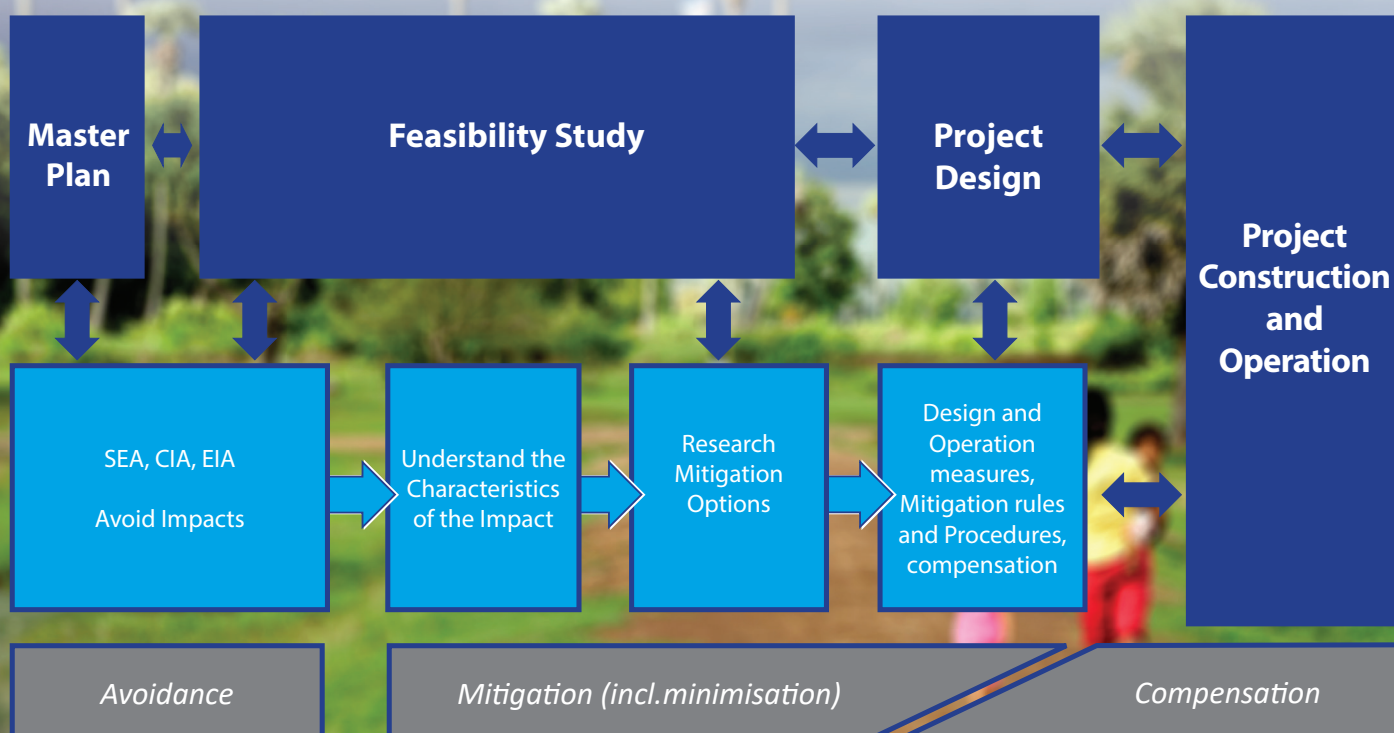 Master
Plan
Feasibility Study
Project
Design
Project
Construction
and
Operation
SEA, CIA, EIA
Avoid Impacts
Understand the
Characteristics
of the Impact
Research
Mitigation
Options
Design and
Operation
measures,
Mitigation rules
and Procedures,
compensation
Avoidance
Mitigation (incl.minimisation)
Compensation